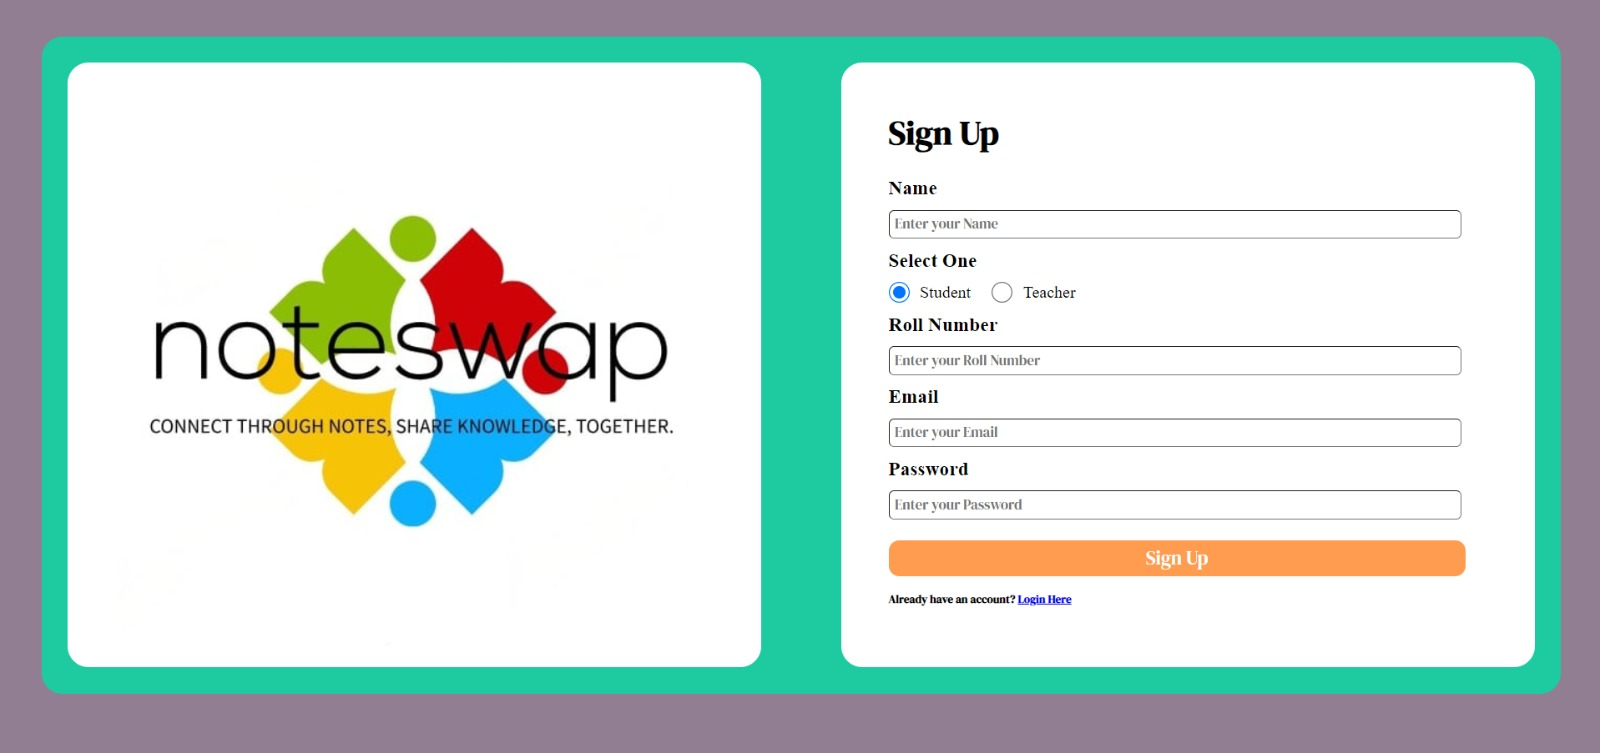 noteswap
CONNECT THROUGH NOTES, SHARE KNOWLEDGE, TOGETHER.
Sign Up
Name
Enter your Name
Select One
Student Teacher
Roll Number
Enter your Roll Number
Email
Enter your Email
Password
Enter your Password
Sign Up
Already have an account? Login Here